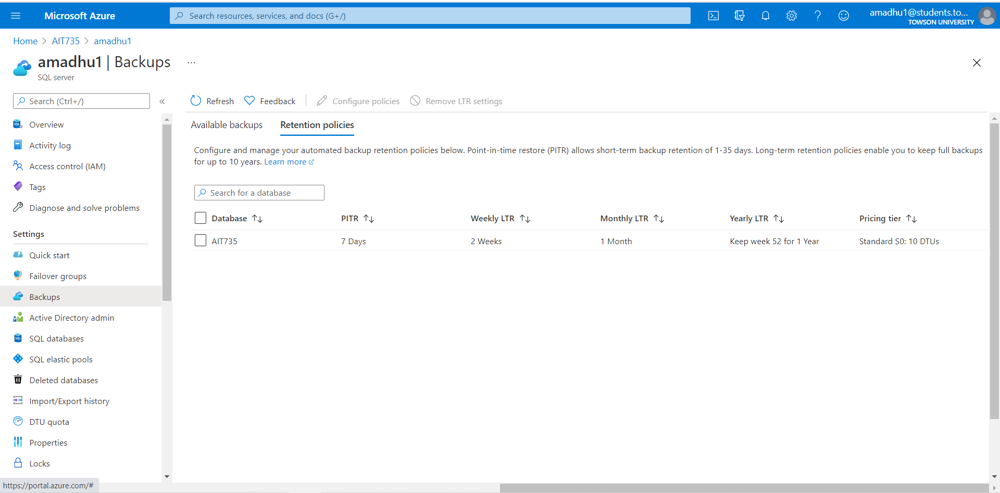 Microsoft Azure
Search resources, services, and docs (G+/)
amadhu1@students.to...
TOWSON UNIVERSITY
Home > AIT735 > amadhu1
amadhu1 | Backups ...
SQL server
Search (Ctrl+/)
«
Refresh
Feedback
Configure policies
Remove LTR settings
Overview
Activity log
Access control (IAM)
Tags
Diagnose and solve problems
Settings
Quick start
Failover groups
Backups
Active Directory admin
SQL databases
SQL elastic pools
Deleted databases
Import/Export history
DTU quota
Properties
Locks
Available backups
Retention policies
Configure and manage your automated backup retention policies below. Point-in-time restore (PITR) allows short-term backup retention of 1-35 days. Long-term retention policies enable you to keep full backups
for up to 10 years. Learn more
Search for a database
Database ↑↓ PITR ↑↓ Weekly LTR ↑↓ Monthly LTR ↑↓ Yearly LTR ↑↓ Pricing tier ↑↓
AIT735 7 Days 2 Weeks 1 Month Keep week 52 for 1 Year Standard S0: 10 DTUs
https://portal.azure.com/#